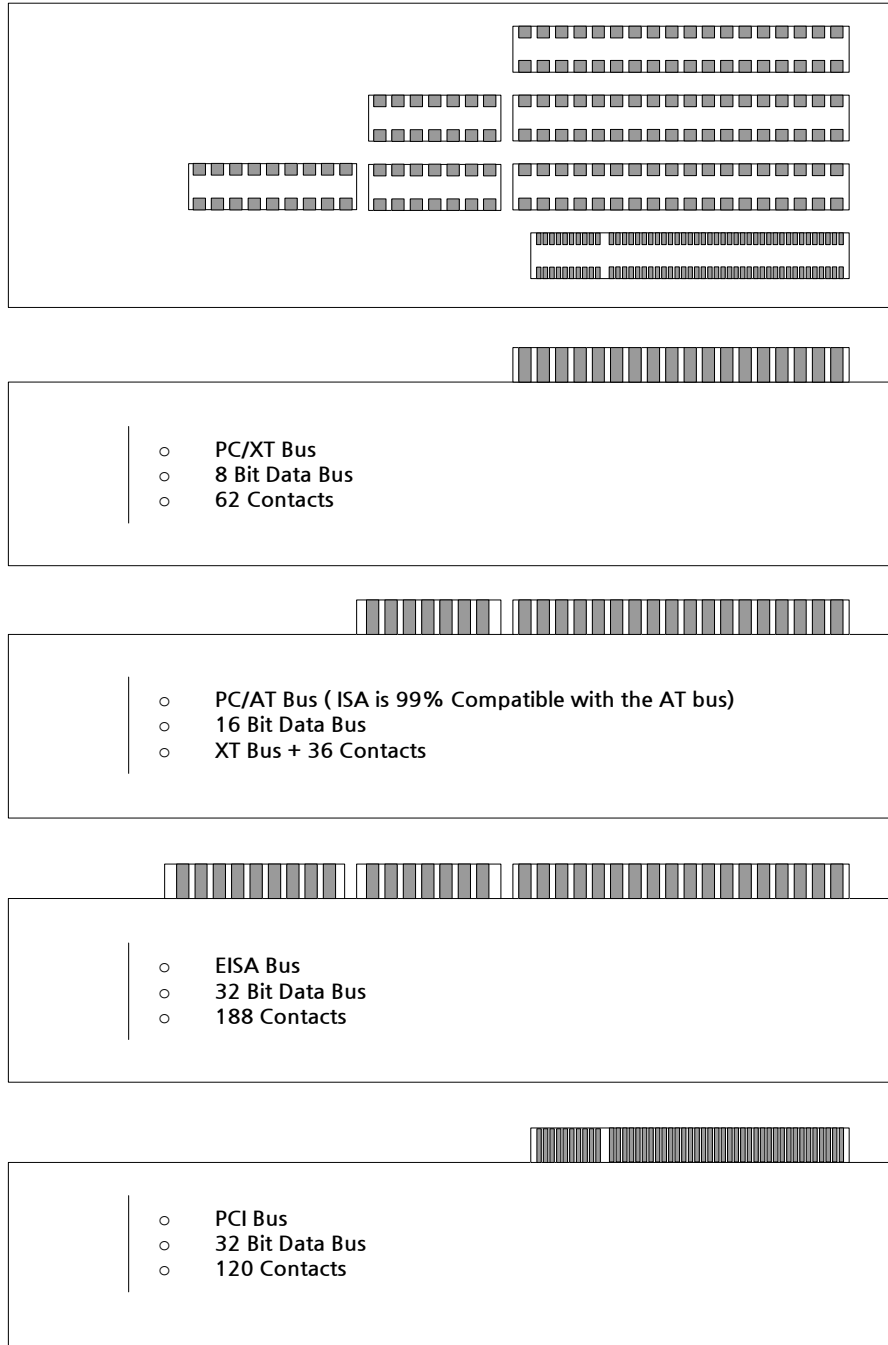 ○ PC/XT Bus
○ 8 Bit Data Bus
○ 62 Contacts
○ PC/AT Bus ( ISA is 99% Compatible with the AT bus)
○ 16 Bit Data Bus
○ XT Bus + 36 Contacts
○ EISA Bus
○ 32 Bit Data Bus
○ 188 Contacts
○ PCI Bus
○ 32 Bit Data Bus
○ 120 Contacts